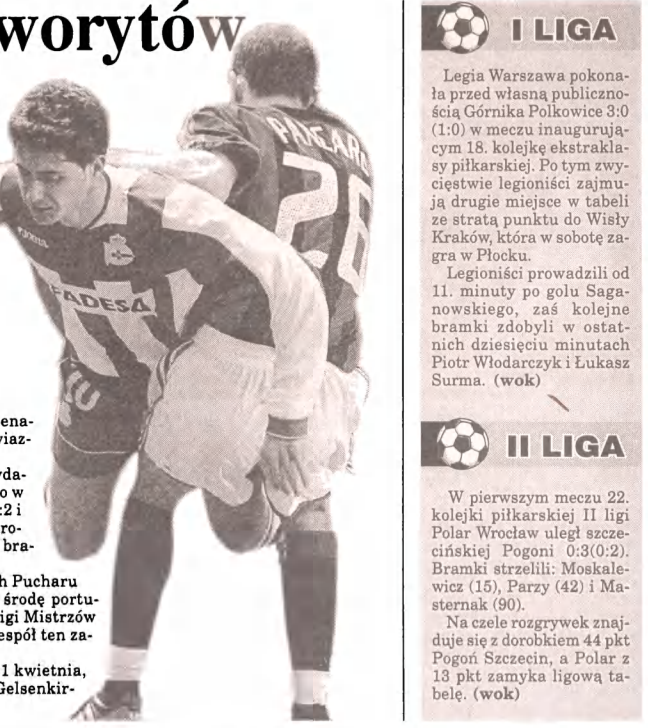 worytów
PANCARO
26
FADESA
ena-
wiaz-
yda-
o w
:2 i
ro-
bra-
h Pucharu
środę portu-
igi Mistrzów
espół ten za-
1 kwietnia,
Gelsenkir-
I LIGA
Legia Warszawa pokona-
ła przed własną publiczno-
ścią Górnika Polkowice 3:0
(1:0) w meczu inaugurują-
cym 18. kolejkę ekstrakla-
sy piłkarskiej. Po tym zwy-
cięstwie legioniści zajmu-
ją drugie miejsce w tabeli
ze stratą punktu do Wisły
Kraków, która w sobotę za-
gra w Płocku.
Legioniści prowadzili od
11. minuty po golu Saga-
nowskiego, zaś kolejne
bramki zdobyli w ostat-
nich dziesięciu minutach
Piotr Włodarczyk i Łukasz
Surma. (wok)
II LIGA
W pierwszym meczu 22.
kolejki piłkarskiej II ligi
Polar Wrocław uległ szcze-
cińskiej Pogoni 0:3(0:2).
Bramki strzelili: Moskale-
wicz (15), Parzy (42) i Ma-
sternak (90).
Na czele rozgrywek znaj-
duje się z dorobkiem 44 pkt
Pogoń Szczecin, a Polar z
13 pkt zamyka ligową ta-
belę. (wok)